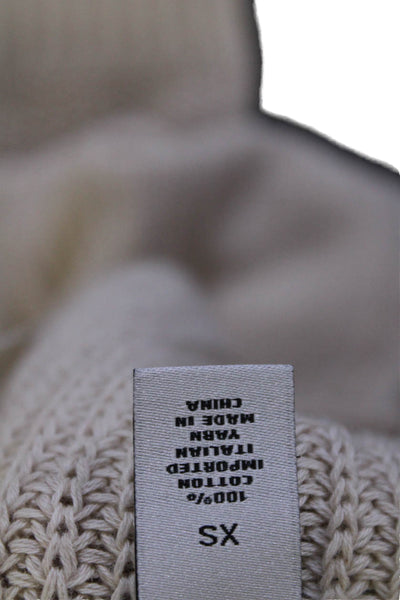 XS
100%
COTTON
IMPORTED
ITALIAN
YARN
MADE IN
CHINA